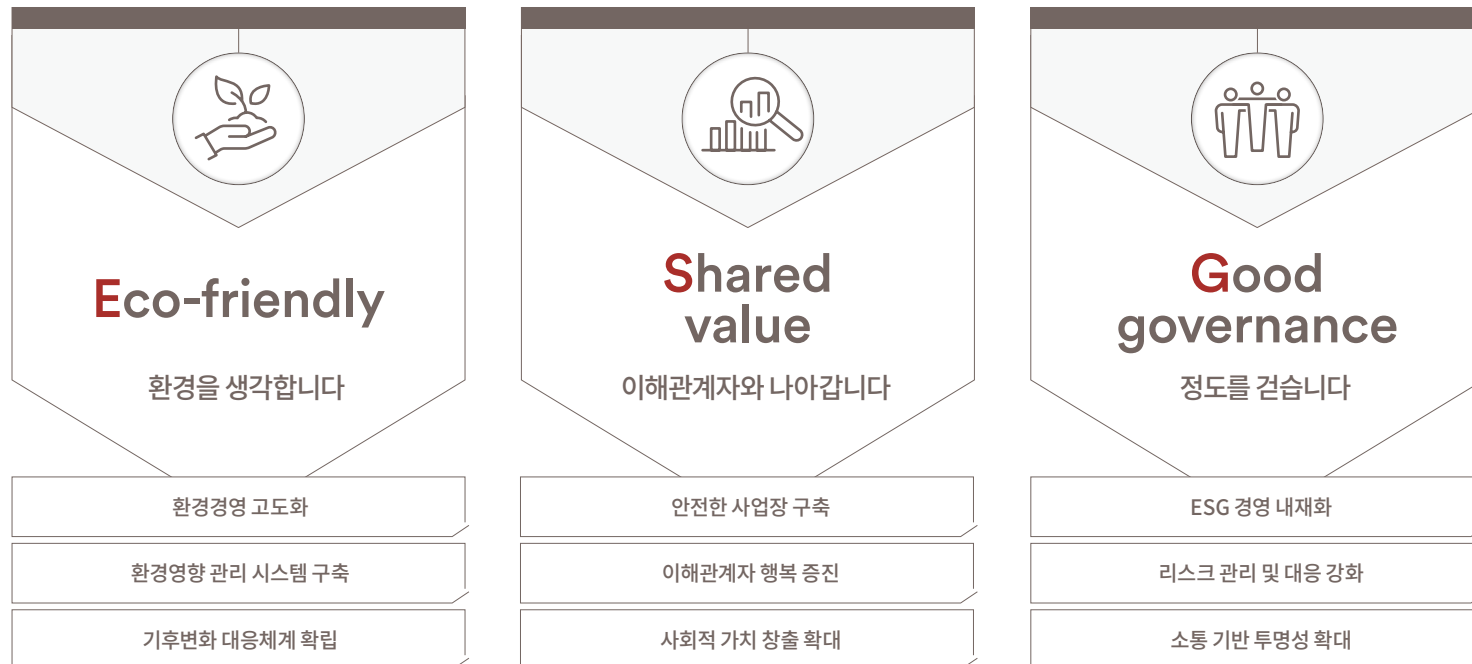 Eco-friendly
환경을 생각합니다
환경경영 고도화
환경영향 관리 시스템 구축
기후변화 대응체계 확립
Shared
value
이해관계자와 나아갑니다
안전한 사업장 구축
이해관계자 행복 증진
사회적 가치 창출 확대
Good
governance
정도를 걷습니다
ESG 경영 내재화
리스크 관리 및 대응 강화
소통 기반 투명성 확대